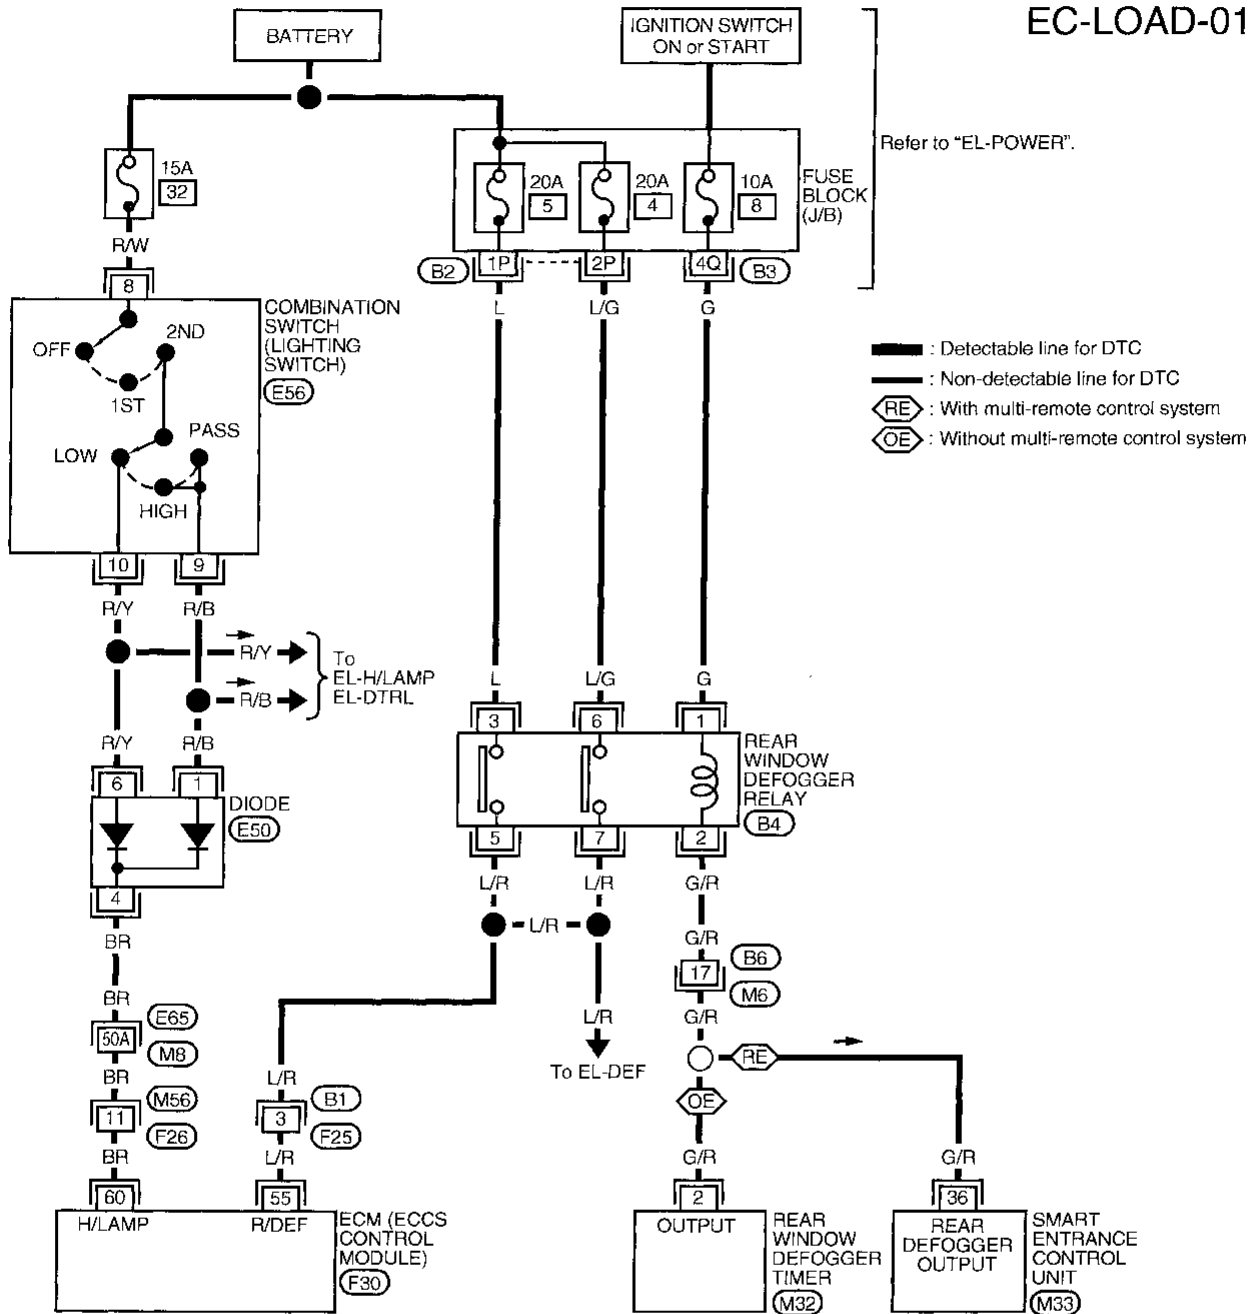 EC-LOAD-01
BATTERY
IGNITION SWITCH
ON or START
Refer to "EL-POWER".
15A
32
20A
5
20A
4
10A
8
FUSE
BLOCK
(J/B)
R/W
B2
1P
2P
4Q
B3
8
L
L/G
G
COMBINATION
SWITCH
(LIGHTING
SWITCH)
E56
OFF
2ND
1ST
PASS
LOW
HIGH
: Detectable line for DTC
: Non-detectable line for DTC
RE : With multi-remote control system
OE : Without multi-remote control system
10
9
R/Y
R/B
R/Y
R/B
To
EL-H/LAMP
EL-DTRL
R/Y
R/B
L
L/G
G
3
6
1
6
1
DIODE
E50
REAR
WINDOW
DEFOGGER
RELAY
B4
5
7
2
4
L/R
L/R
G/R
BR
L/R
G/R
17
B6
M6
BR
E65
50A
M8
L/R
G/R
To EL-DEF
RE
BR
L/R
OE
M56
11
F26
B1
3
F25
BR
L/R
G/R
G/R
60
55
2
36
H/LAMP
R/DEF
ECM (ECCS
CONTROL
MODULE)
F30
OUTPUT
REAR
WINDOW
DEFOGGER
TIMER
M32
REAR
DEFOGGER
OUTPUT
SMART
ENTRANCE
CONTROL
UNIT
M33